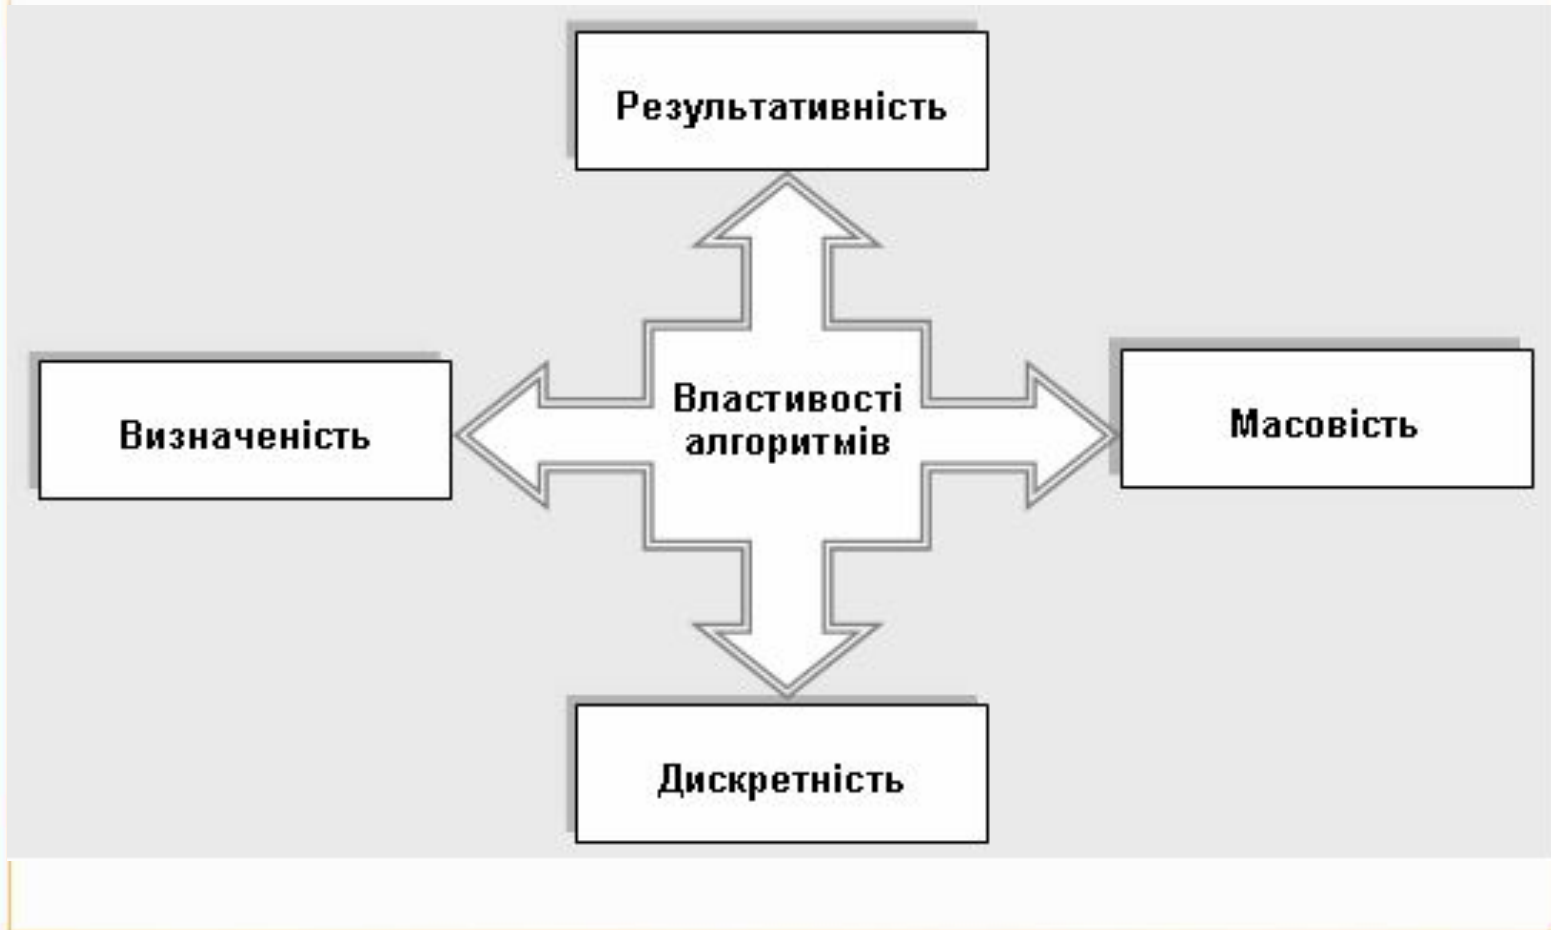 Результативність
Визначеність
Властивості
алгоритмів
Масовість
Дискретність